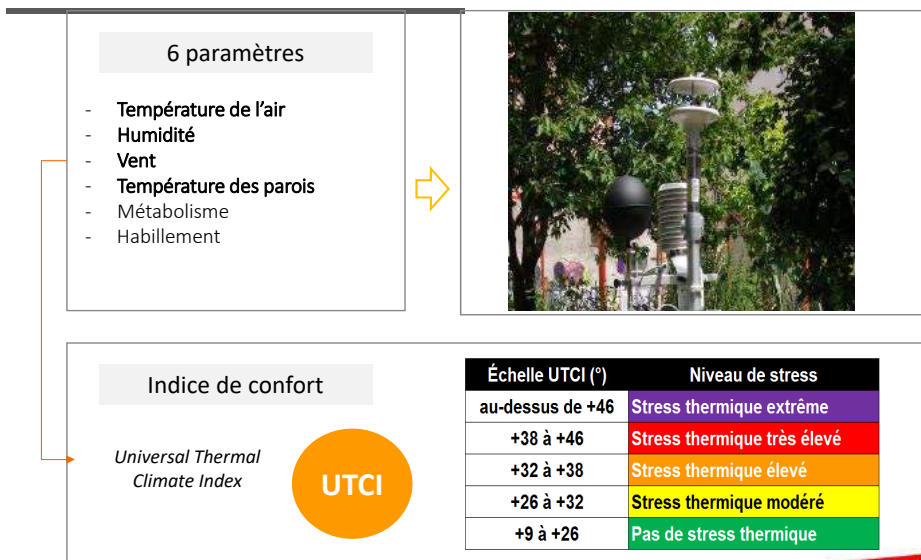 6 paramètres
- Température de l’air
- Humidité
- Vent
- Température des parois
- Métabolisme
- Habillement
Indice de confort
Universal Thermal
Climate Index
UTCI
Échelle UTCI (°) Niveau de stress
au-dessus de +46 Stress thermique extrême
+38 à +46 Stress thermique très élevé
+32 à +38 Stress thermique élevé
+26 à +32 Stress thermique modéré
+9 à +26 Pas de stress thermique